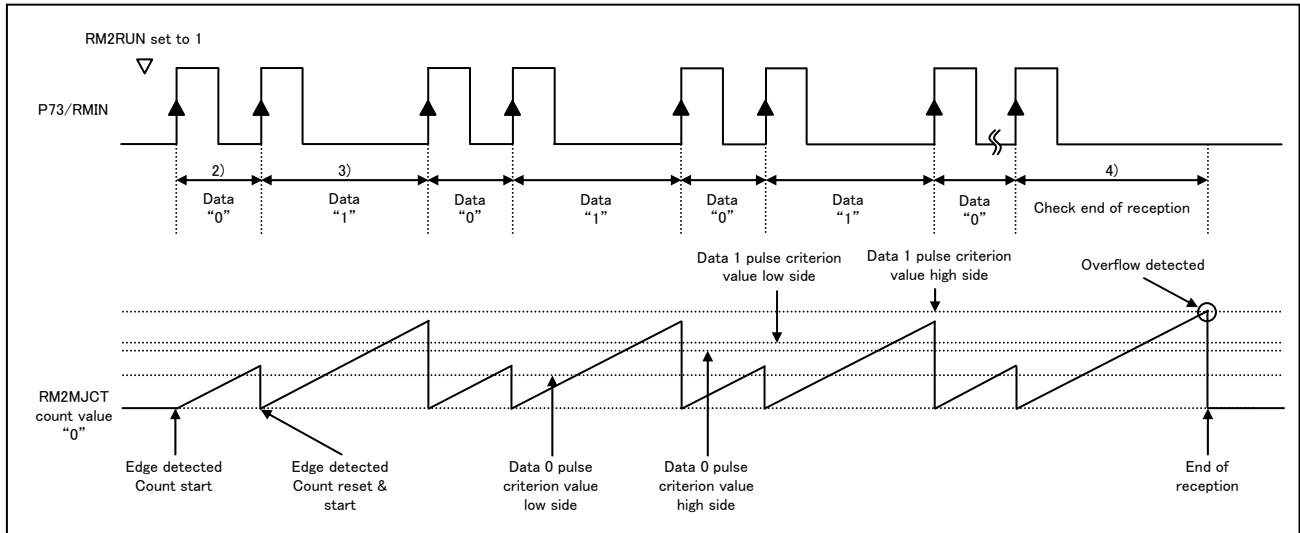 RM2RUN set to 1
P73/RMIN
2)
3)
4)
Data
“0”
Data
“1”
Data
“0”
Data
“1”
Data
“0”
Data
“1”
Data
“0”
Check end of reception
Data 1 pulse criterion
value low side
Data 1 pulse criterion
value high side
Overflow detected
RM2MJCT
count value
“0”
Edge detected
Count start
Edge detected
Count reset &
start
Data 0 pulse
criterion value
low side
Data 0 pulse
criterion value
high side
End of
reception